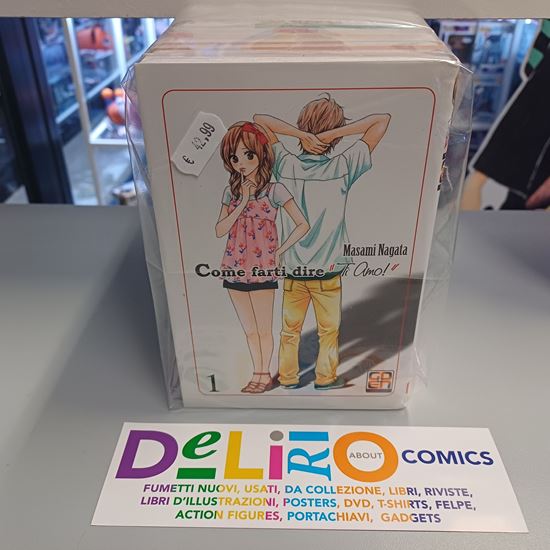 € 42,99
Masami Nagata
Come farti dire "Ti Amo!"
1
GOEN
DeLiRiO ABOUT COMICS
FUMETTI NUOVI, USATI, DA COLLEZIONE, LIBRI, RIVISTE,
LIBRI D'ILLUSTRAZIONI, POSTERS, DVD, T-SHIRTS, FELPE,
ACTION FIGURES, PORTACHIAVI, GADGETS